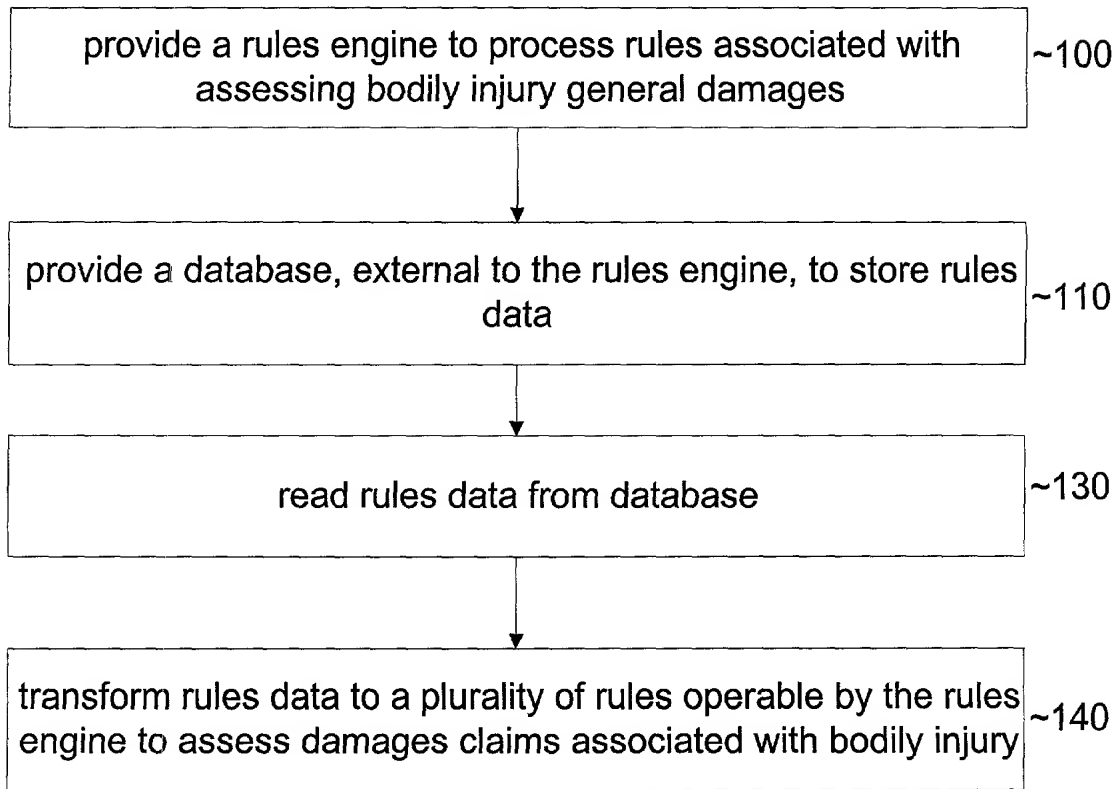 provide a rules engine to process rules associated with
assessing bodily injury general damages
~100
provide a database, external to the rules engine, to store rules
data
~110
read rules data from database
~130
transform rules data to a plurality of rules operable by the rules
engine to assess damages claims associated with bodily injury
~140